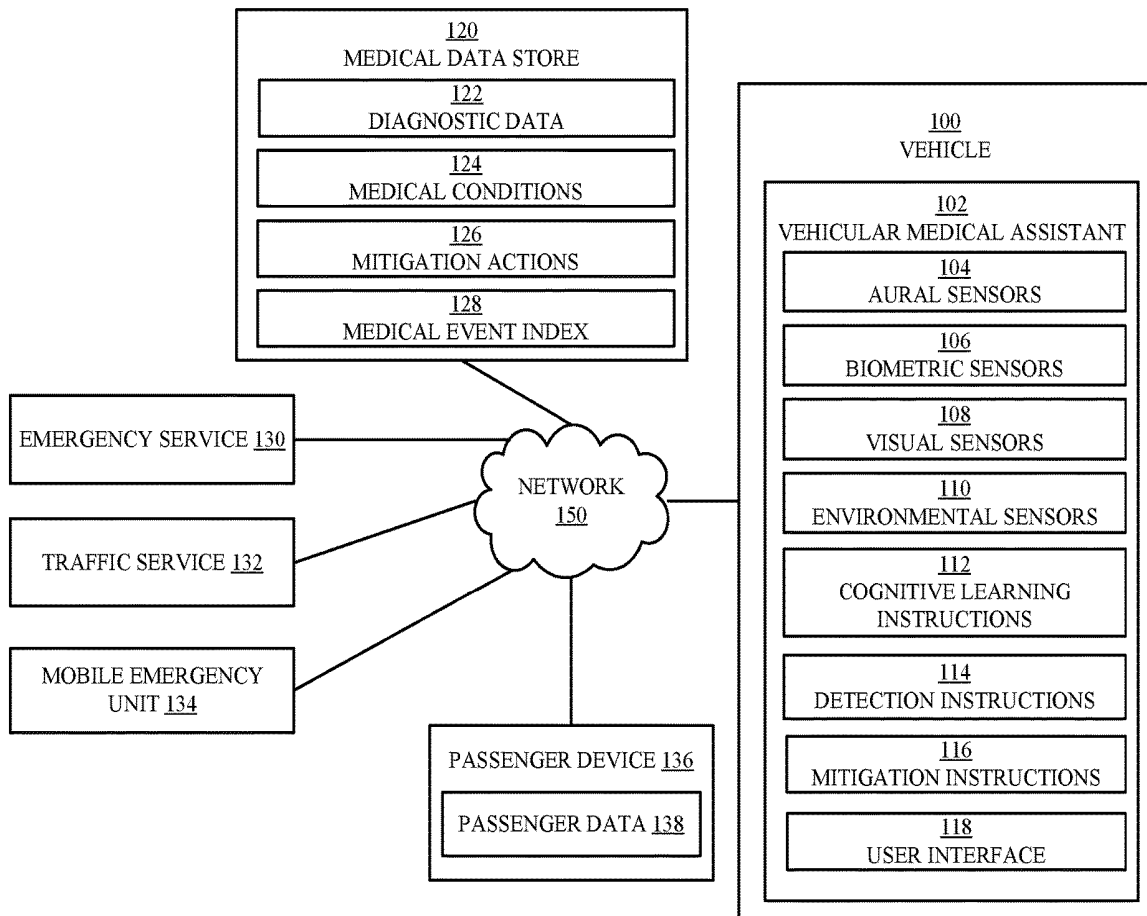 120
MEDICAL DATA STORE
122
DIAGNOSTIC DATA
124
MEDICAL CONDITIONS
126
MITIGATION ACTIONS
128
MEDICAL EVENT INDEX
EMERGENCY SERVICE 130
TRAFFIC SERVICE 132
MOBILE EMERGENCY
UNIT 134
NETWORK
150
PASSENGER DEVICE 136
PASSENGER DATA 138
100
VEHICLE
102
VEHICULAR MEDICAL ASSISTANT
104
AURAL SENSORS
106
BIOMETRIC SENSORS
108
VISUAL SENSORS
110
ENVIRONMENTAL SENSORS
112
COGNITIVE LEARNING
INSTRUCTIONS
114
DETECTION INSTRUCTIONS
116
MITIGATION INSTRUCTIONS
118
USER INTERFACE